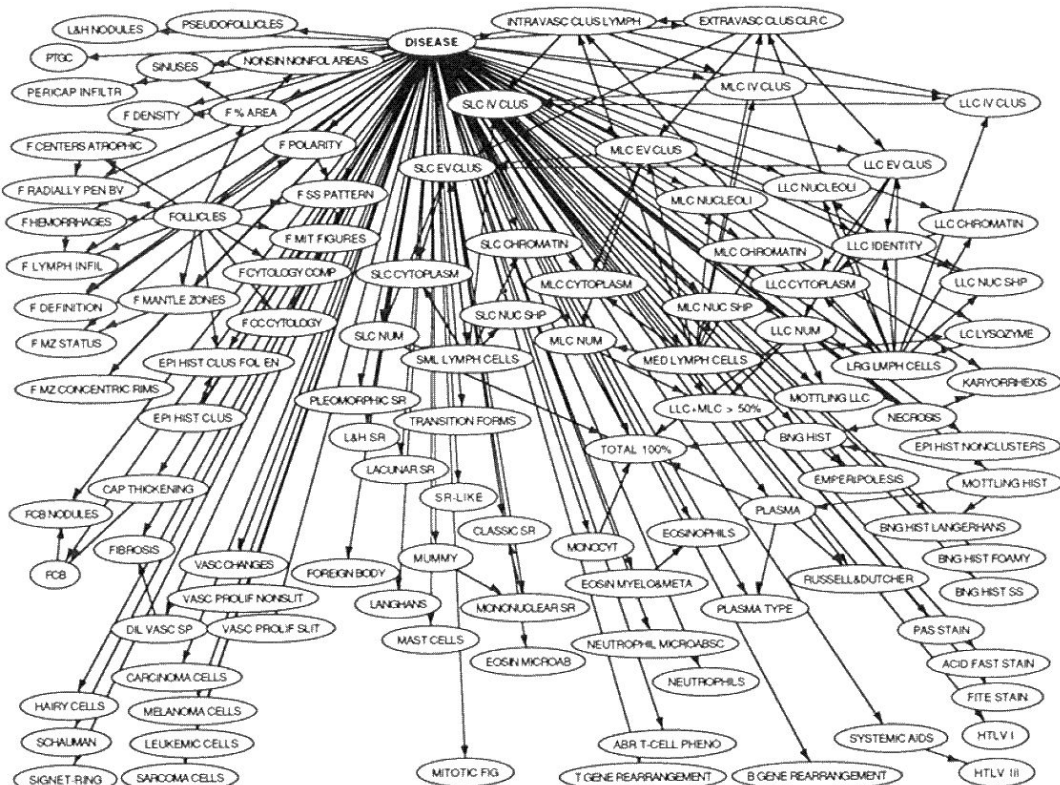 L&H NODULES
PSEUDOFOLLICLES
INTRAVASC CLUS LYMPH
EXTRAVASC CLUS CLR C
DISEASE
PTGC
SINUSES
NONSIN NONFOL AREAS
PERICAP INFILTR
MLC IV CLUS
SLC IV CLUS
LLC IV CLUS
F DENSITY
F % AREA
F CENTERS ATROPHIC
F POLARITY
MLC EV CLUS
SLC EV CLUS
LLC EV CLUS
F RADIALLY PEN BV
F SS PATTERN
LLC NUCLEOLI
MLC NUCLEOLI
F HEMORRHAGES
FOLLICLES
LLC CHROMATIN
F MIT FIGURES
SLC CHROMATIN
MLC CHROMATIN
LLC IDENTITY
F LYMPH INFIL
F CYTOLOGY COMP
SLC CYTOPLASM
MLC CYTOPLASM
LLC CYTOPLASM
LLC NUC SHP
F DEFINITION
F MANTLE ZONES
MLC NUC SHP
F CC CYTOLOGY
SLC NUC SHP
LLC NUM
LC LYSOZYME
SLC NUM
MLC NUM
F MZ STATUS
EPI HIST CLUS FOL EN
SML LYMPH CELLS
MED LYMPH CELLS
LRG LMPH CELLS
F MZ CONCENTRIC RIMS
KARYORRHEXIS
PLEOMORPHIC SR
MOTTLING LLC
EPI HIST CLUS
TRANSITION FORMS
LLC+MLC > 50%
NECROSIS
L&H SR
BNG HIST
TOTAL 100%
EPI HIST NONCLUSTERS
LACUNAR SR
EMPERIPOLESIS
MOTTLING HIST
CAP THICKENING
SR-LIKE
FCB NODULES
PLASMA
BNG HIST LANGERHANS
CLASSIC SR
EOSINOPHILS
FIBROSIS
MONOCYT
MUMMY
BNG HIST FOAMY
VASC CHANGES
FCB
FOREIGN BODY
EOSIN MYELO&META
RUSSELL&DUTCHER
BNG HIST SS
VASC PROLIF NONSLIT
LANGHANS
MONONUCLEAR SR
PLASMA TYPE
DIL VASC SP
VASC PROLIF SLIT
PAS STAIN
MAST CELLS
NEUTROPHIL MICROABSC
EOSIN MICROAB
ACID FAST STAIN
CARCINOMA CELLS
NEUTROPHILS
FITE STAIN
HAIRY CELLS
MELANOMA CELLS
HTLV I
SYSTEMIC AIDS
SCHAUMAN
LEUKEMIC CELLS
ABR T-CELL PHENO
SIGNET-RING
SARCOMA CELLS
MITOTIC FIG
T GENE REARRANGEMENT
B GENE REARRANGEMENT
HTLV III